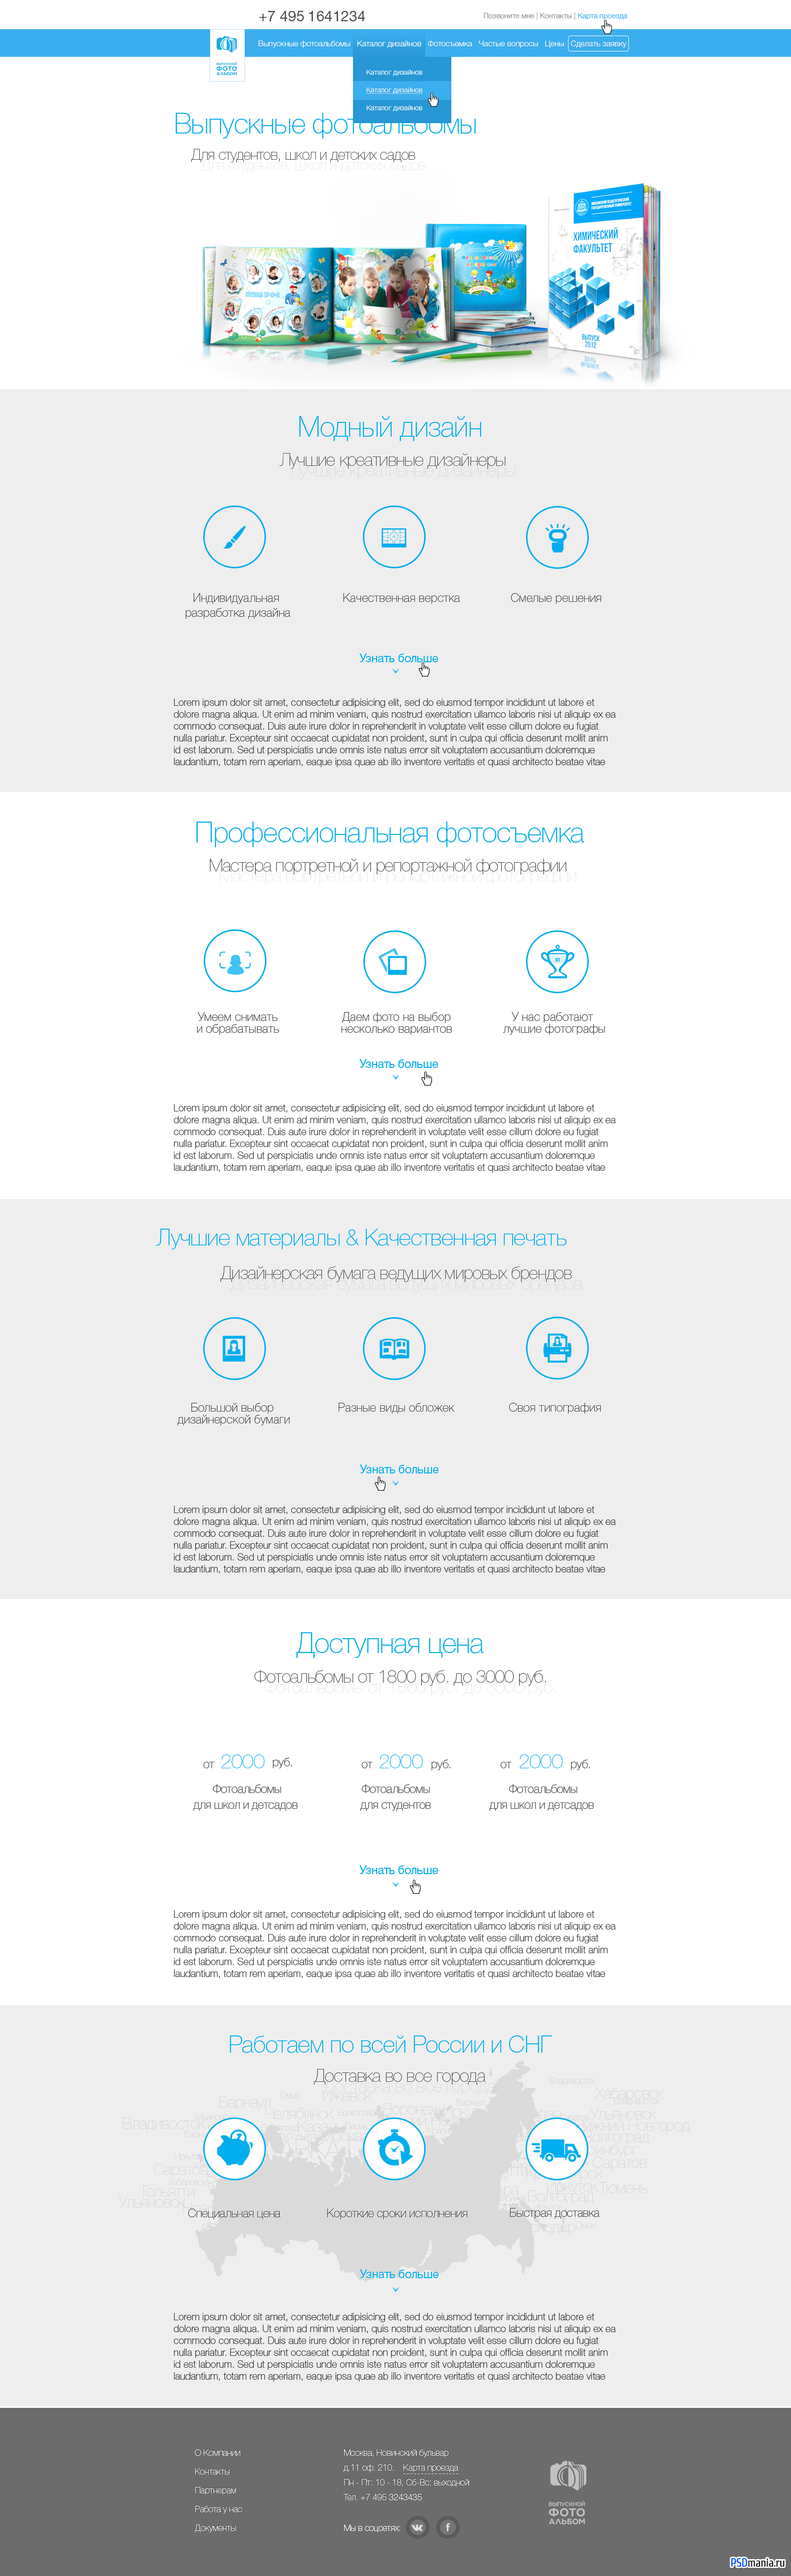 +7 495 1641234
Позвоните мне | Контакты | Карта проезда
ВЫПУСКНОЙ
ФОТО
АЛЬБОМ
Выпускные фотоальбомы Каталог дизайнов Фотосъемка Частые вопросы Цены Сделать заявку
Каталог дизайнов
Каталог дизайнов
Каталог дизайнов
Выпускные фотоальбомы
Для студентов, школ и детских садов
ХИМИЧЕСКИЙ
ФАКУЛЬТЕТ
ВЫПУСК
2012
Модный дизайн
Лучшие креативные дизайнеры
Индивидуальная
разработка дизайна
Качественная верстка
Смелые решения
Узнать больше
Lorem ipsum dolor sit amet, consectetur adipisicing elit, sed do eiusmod tempor incididunt ut labore et
dolore magna aliqua. Ut enim ad minim veniam, quis nostrud exercitation ullamco laboris nisi ut aliquip ex ea
commodo consequat. Duis aute irure dolor in reprehenderit in voluptate velit esse cillum dolore eu fugiat
nulla pariatur. Excepteur sint occaecat cupidatat non proident, sunt in culpa qui officia deserunt mollit anim
id est laborum. Sed ut perspiciatis unde omnis iste natus error sit voluptatem accusantium doloremque
laudantium, totam rem aperiam, eaque ipsa quae ab illo inventore veritatis et quasi architecto beatae vitae
Профессиональная фотосъемка
Мастера портретной и репортажной фотографии
Умеем снимать
и обрабатывать
Даем фото на выбор
несколько вариантов
У нас работают
лучшие фотографы
Узнать больше
Lorem ipsum dolor sit amet, consectetur adipisicing elit, sed do eiusmod tempor incididunt ut labore et
dolore magna aliqua. Ut enim ad minim veniam, quis nostrud exercitation ullamco laboris nisi ut aliquip ex ea
commodo consequat. Duis aute irure dolor in reprehenderit in voluptate velit esse cillum dolore eu fugiat
nulla pariatur. Excepteur sint occaecat cupidatat non proident, sunt in culpa qui officia deserunt mollit anim
id est laborum. Sed ut perspiciatis unde omnis iste natus error sit voluptatem accusantium doloremque
laudantium, totam rem aperiam, eaque ipsa quae ab illo inventore veritatis et quasi architecto beatae vitae
Лучшие материалы & Качественная печать
Дизайнерская бумага ведущих мировых брендов
Большой выбор
дизайнерской бумаги
Разные виды обложек
Своя типография
Узнать больше
Lorem ipsum dolor sit amet, consectetur adipisicing elit, sed do eiusmod tempor incididunt ut labore et
dolore magna aliqua. Ut enim ad minim veniam, quis nostrud exercitation ullamco laboris nisi ut aliquip ex ea
commodo consequat. Duis aute irure dolor in reprehenderit in voluptate velit esse cillum dolore eu fugiat
nulla pariatur. Excepteur sint occaecat cupidatat non proident, sunt in culpa qui officia deserunt mollit anim
id est laborum. Sed ut perspiciatis unde omnis iste natus error sit voluptatem accusantium doloremque
laudantium, totam rem aperiam, eaque ipsa quae ab illo inventore veritatis et quasi architecto beatae vitae
Доступная цена
Фотоальбомы от 1800 руб. до 3000 руб.
от 2000 руб.
Фотоальбомы
для школ и детсадов
от 2000 руб.
Фотоальбомы
для студентов
от 2000 руб.
Фотоальбомы
для школ и детсадов
Узнать больше
Lorem ipsum dolor sit amet, consectetur adipisicing elit, sed do eiusmod tempor incididunt ut labore et
dolore magna aliqua. Ut enim ad minim veniam, quis nostrud exercitation ullamco laboris nisi ut aliquip ex ea
commodo consequat. Duis aute irure dolor in reprehenderit in voluptate velit esse cillum dolore eu fugiat
nulla pariatur. Excepteur sint occaecat cupidatat non proident, sunt in culpa qui officia deserunt mollit anim
id est laborum. Sed ut perspiciatis unde omnis iste natus error sit voluptatem accusantium doloremque
laudantium, totam rem aperiam, eaque ipsa quae ab illo inventore veritatis et quasi architecto beatae vitae
Работаем по всей России и СНГ
Доставка во все города
Владивосток
Хабаровск
Омск
Ижевск
Барнаул
Челябинск
Ульяновск
Владивосток
Саратов
Саратов
Тольятти
Иркутск
Тюмень
Волгоград
Ульяновск
Специальная цена
Короткие сроки исполнения
Быстрая доставка
Узнать больше
Lorem ipsum dolor sit amet, consectetur adipisicing elit, sed do eiusmod tempor incididunt ut labore et
dolore magna aliqua. Ut enim ad minim veniam, quis nostrud exercitation ullamco laboris nisi ut aliquip ex ea
commodo consequat. Duis aute irure dolor in reprehenderit in voluptate velit esse cillum dolore eu fugiat
nulla pariatur. Excepteur sint occaecat cupidatat non proident, sunt in culpa qui officia deserunt mollit anim
id est laborum. Sed ut perspiciatis unde omnis iste natus error sit voluptatem accusantium doloremque
laudantium, totam rem aperiam, eaque ipsa quae ab illo inventore veritatis et quasi architecto beatae vitae
О Компании
Контакты
Партнерам
Работа у нас
Документы
Москва, Новинский бульвар
д.11 оф. 210. Карта проезда
Пн - Пт: 10 - 18, Сб-Вс: выходной
Тел. +7 495 3243435
Мы в соцсетях:
ВЫПУСКНОЙ
ФОТО
АЛЬБОМ
PSDmania.ru